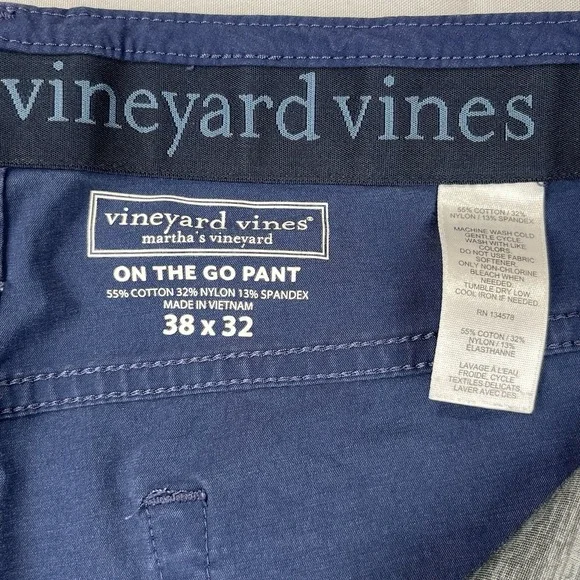 vineyard vines
vineyard vines®
martha's vineyard
ON THE GO PANT
55% COTTON 32% NYLON 13% SPANDEX
MADE IN VIETNAM
38 x 32
55% COTTON / 32%
NYLON / 13% SPANDEX
MACHINE WASH COLD
GENTLE CYCLE
WASH WITH LIKE
COLORS.
DO NOT USE FABRIC
SOFTENER.
ONLY NON-CHLORINE
BLEACH WHEN
NEEDED.
TUMBLE DRY LOW
COOL IRON IF NEEDED
RN 134578
55% COTON / 32%
NYLON / 13%
ELASTHANNE
LAVAGE À L'EAU
FROIDE, CYCLE
TEXTILES DELICATS,
LAVER AVEC DES